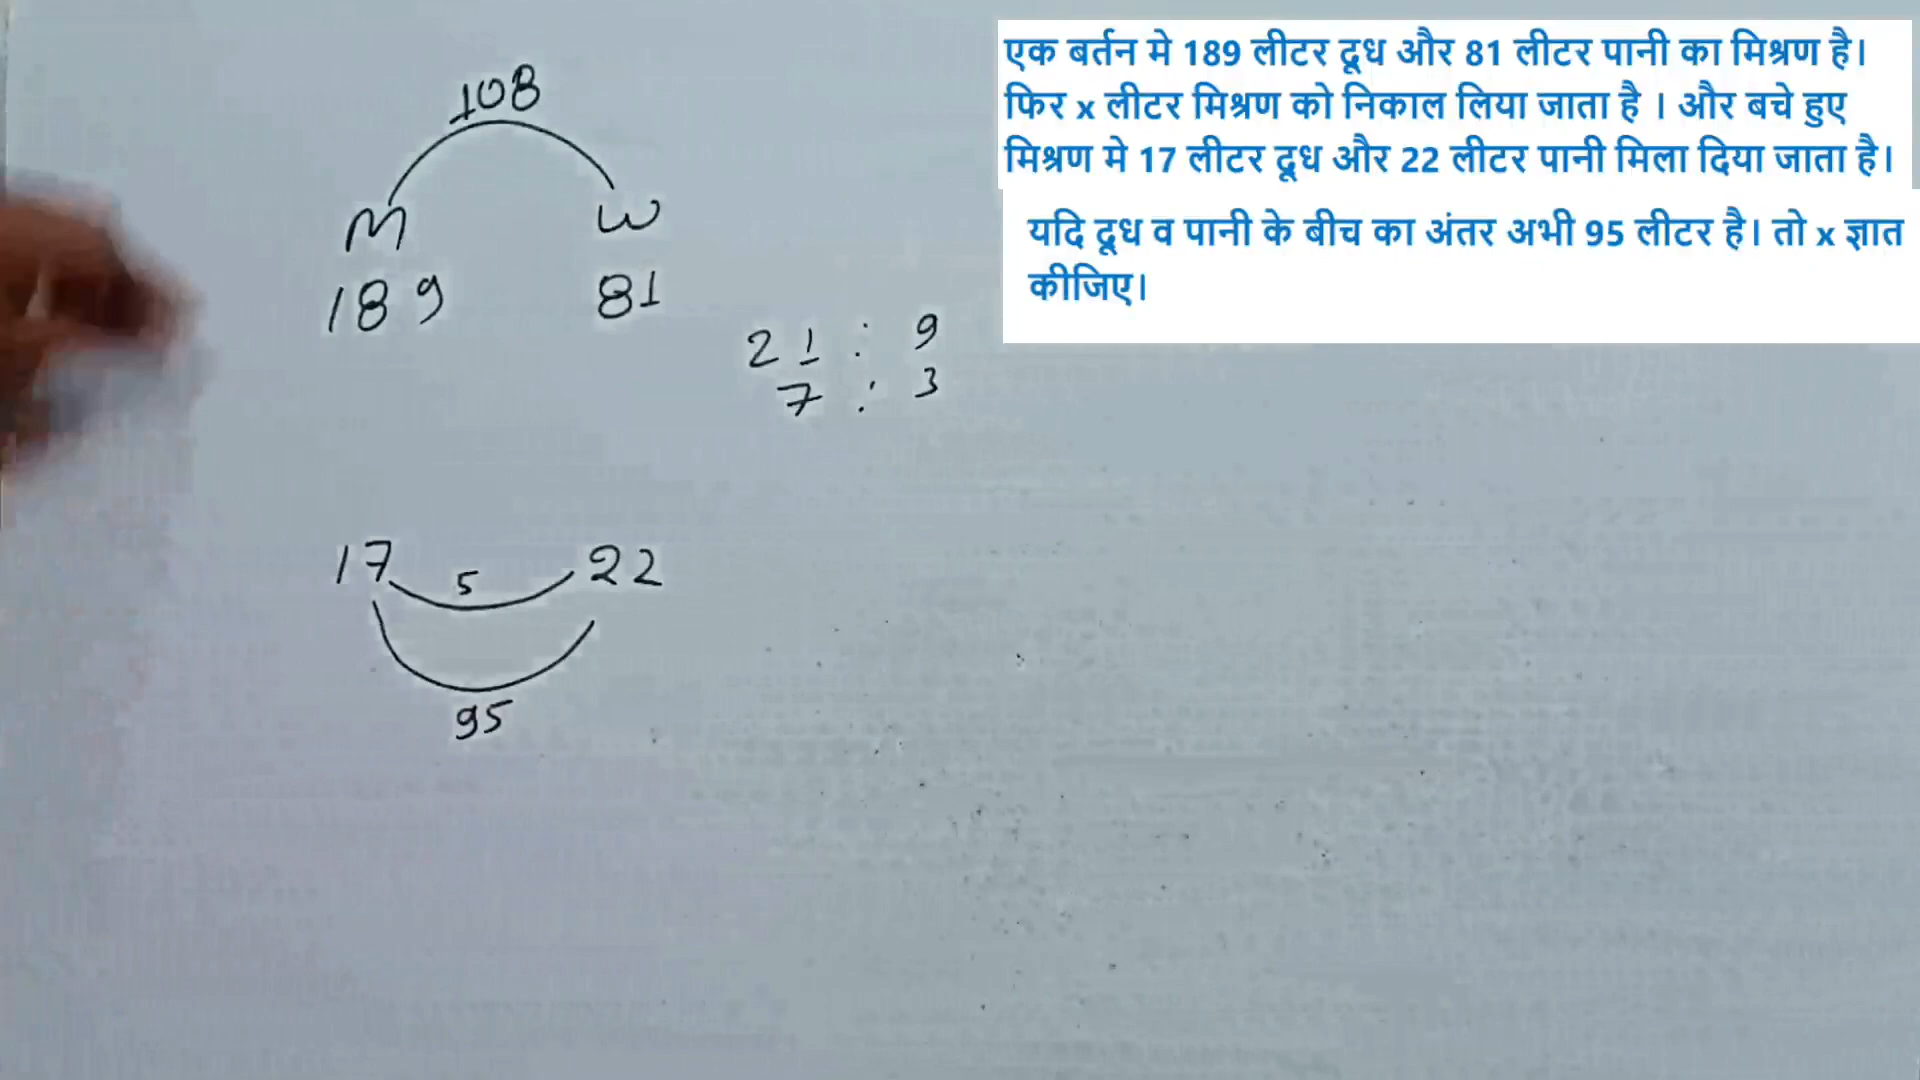 एक बर्तन मे 189 लीटर दूध और 81 लीटर पानी का मिश्रण है।
फिर x लीटर मिश्रण को निकाल लिया जाता है । और बचे हुए
मिश्रण मे 17 लीटर दूध और 22 लीटर पानी मिला दिया जाता है।
यदि दूध व पानी के बीच का अंतर अभी 95 लीटर है। तो x ज्ञात
कीजिए।
108
M W
189 81
21 : 9
7 : 3
17 5 22
95